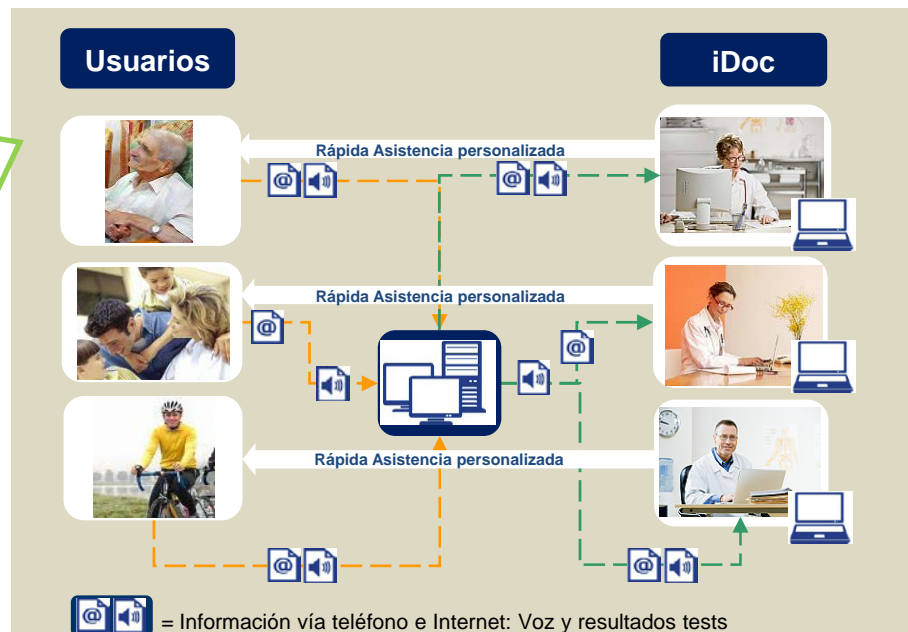 Usuarios
iDoc
Rápida Asistencia personalizada
Rápida Asistencia personalizada
Rápida Asistencia personalizada
= Información vía teléfono e Internet: Voz y resultados tests